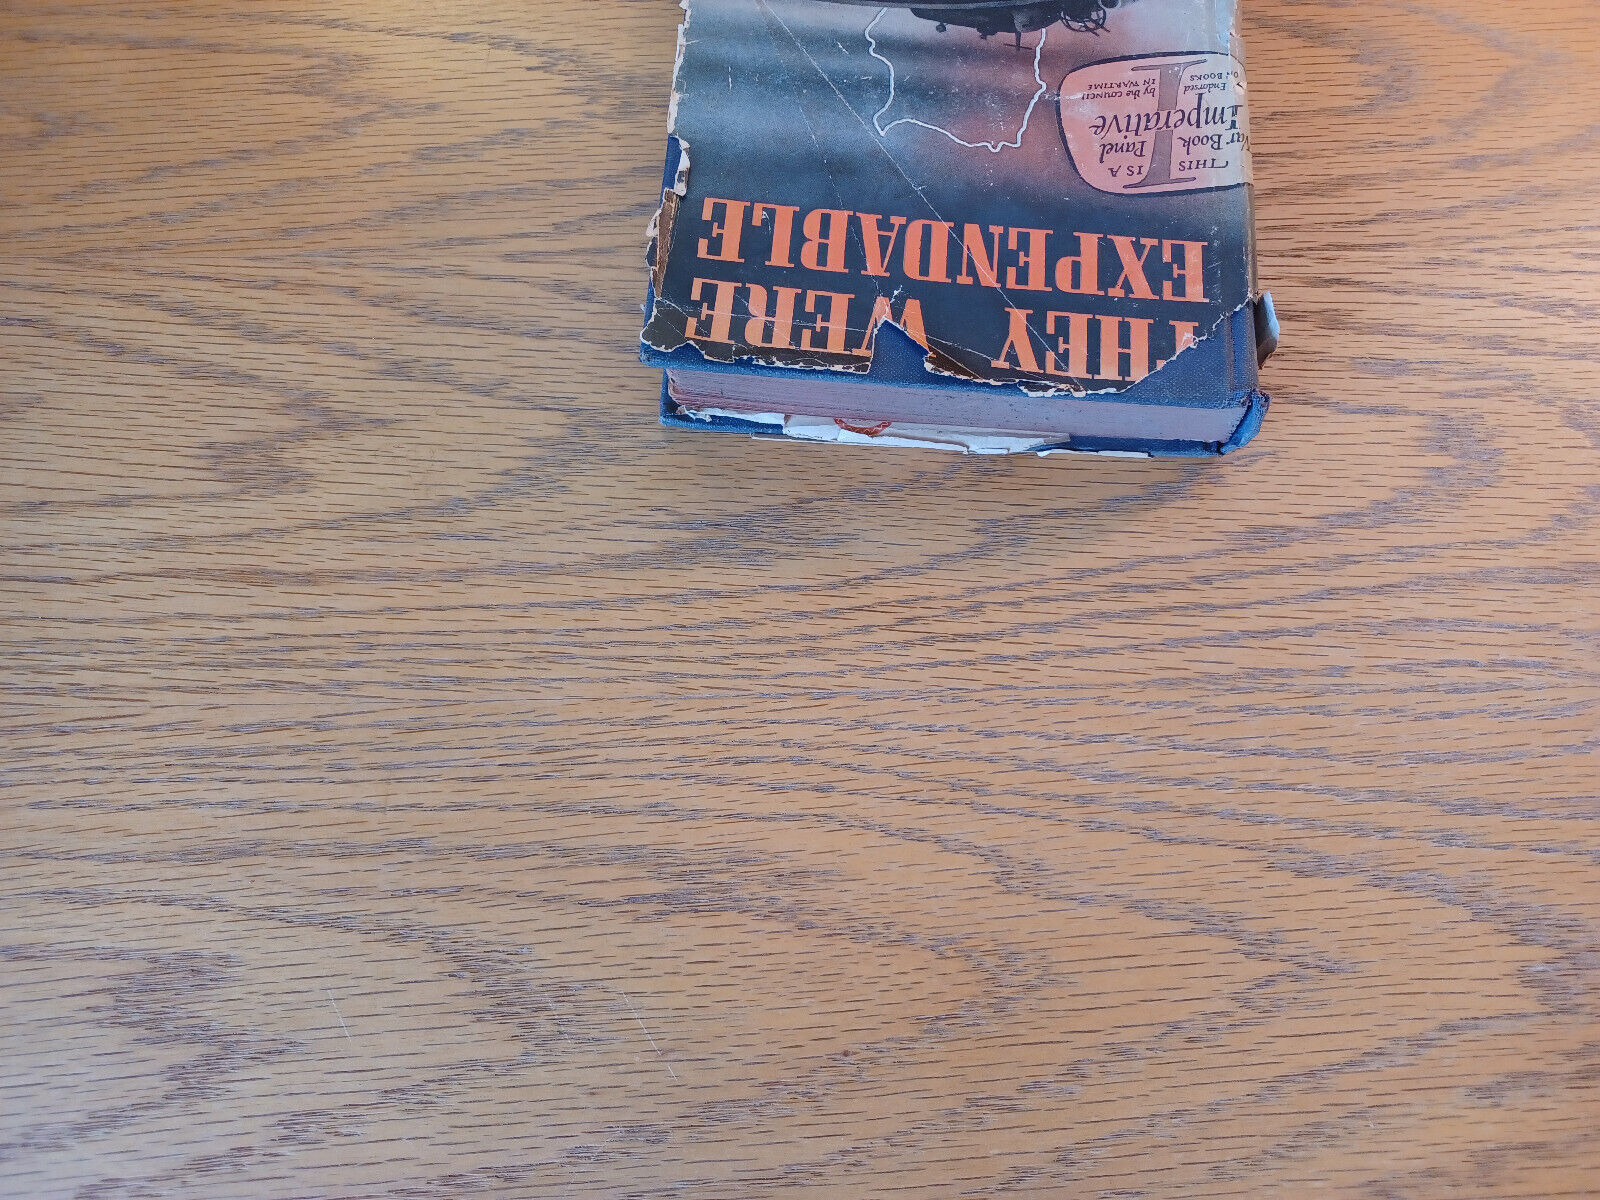 THEY WERE
EXPENDABLE
THIS IS A
War Book Panel
Imperative
Endorsed by the COUNCIL
ON BOOKS IN WARTIME